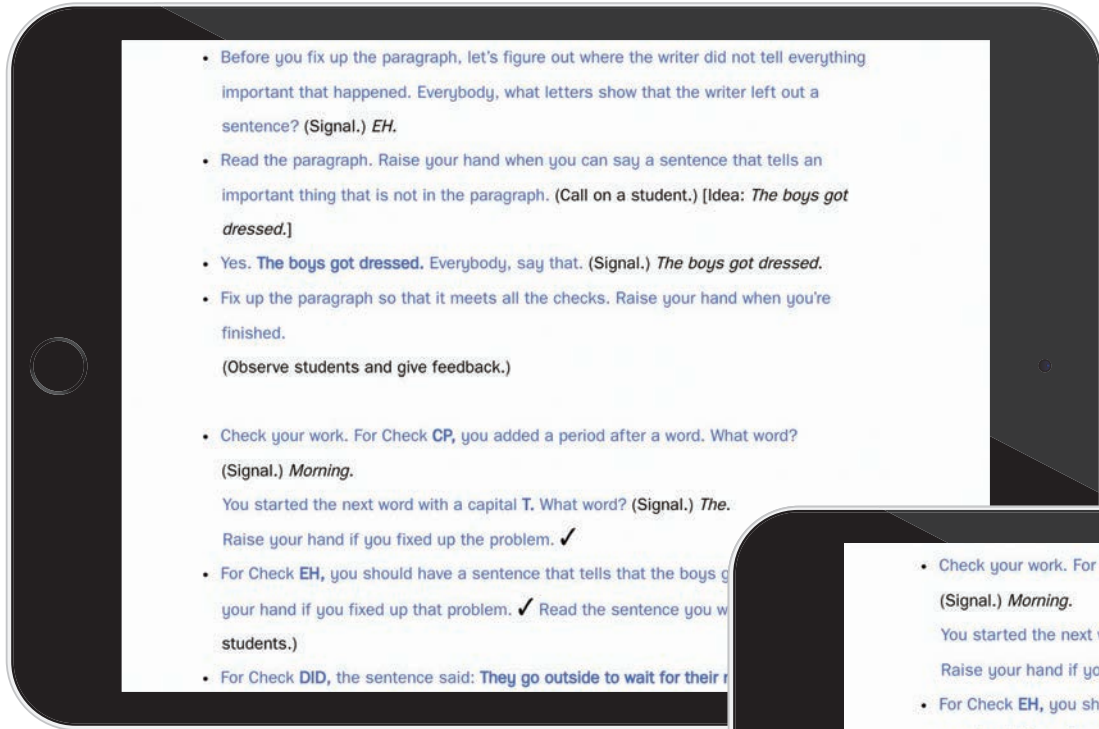 • Before you fix up the paragraph, let's figure out where the writer did not tell everything
important that happened. Everybody, what letters show that the writer left out a
sentence? (Signal.) EH.
• Read the paragraph. Raise your hand when you can say a sentence that tells an
important thing that is not in the paragraph. (Call on a student.) [Idea: The boys got
dressed.]
• Yes. The boys got dressed. Everybody, say that. (Signal.) The boys got dressed.
• Fix up the paragraph so that it meets all the checks. Raise your hand when you're
finished.
(Observe students and give feedback.)
• Check your work. For Check CP, you added a period after a word. What word?
(Signal.) Morning.
You started the next word with a capital T. What word? (Signal.) The.
Raise your hand if you fixed up the problem. ✓
• For Check EH, you should have a sentence that tells that the boys
your hand if you fixed up that problem. ✓ Read the sentence you
students.)
• For Check DID, the sentence said: They go outside to wait for their
• Check your work. For
(Signal.) Morning.
You started the next
Raise your hand if
• For Check EH, you